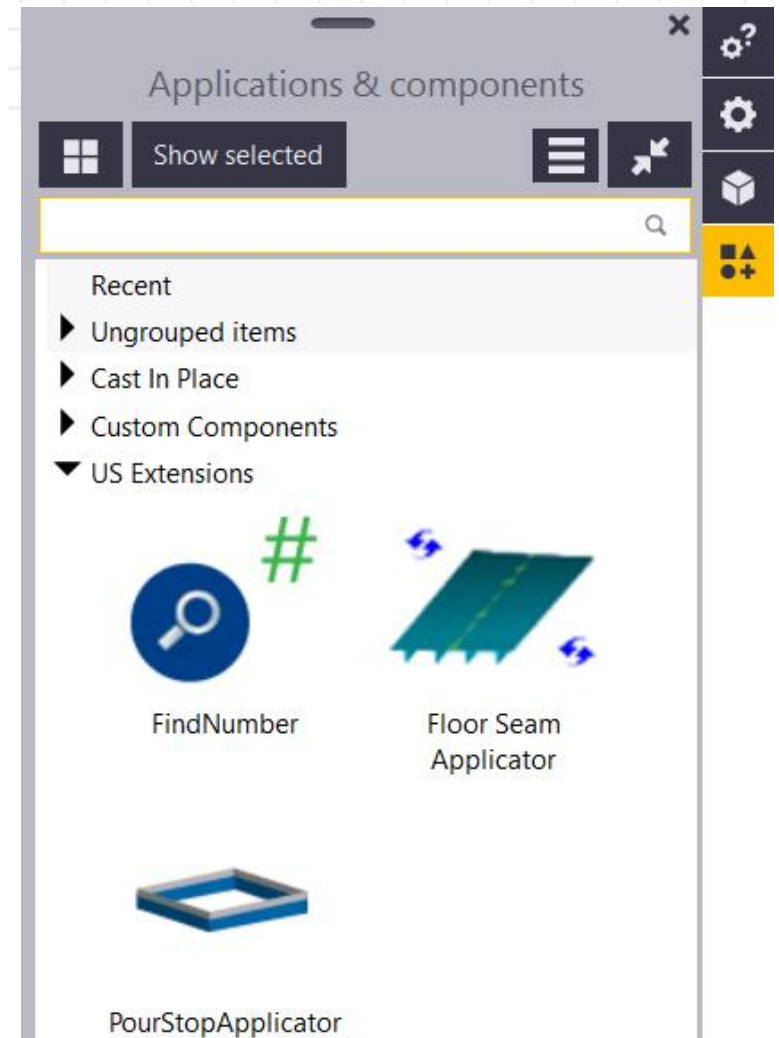 Applications & components
Show selected
Recent
Ungrouped items
Cast In Place
Custom Components
US Extensions
#
FindNumber
Floor Seam
Applicator
PourStopApplicator